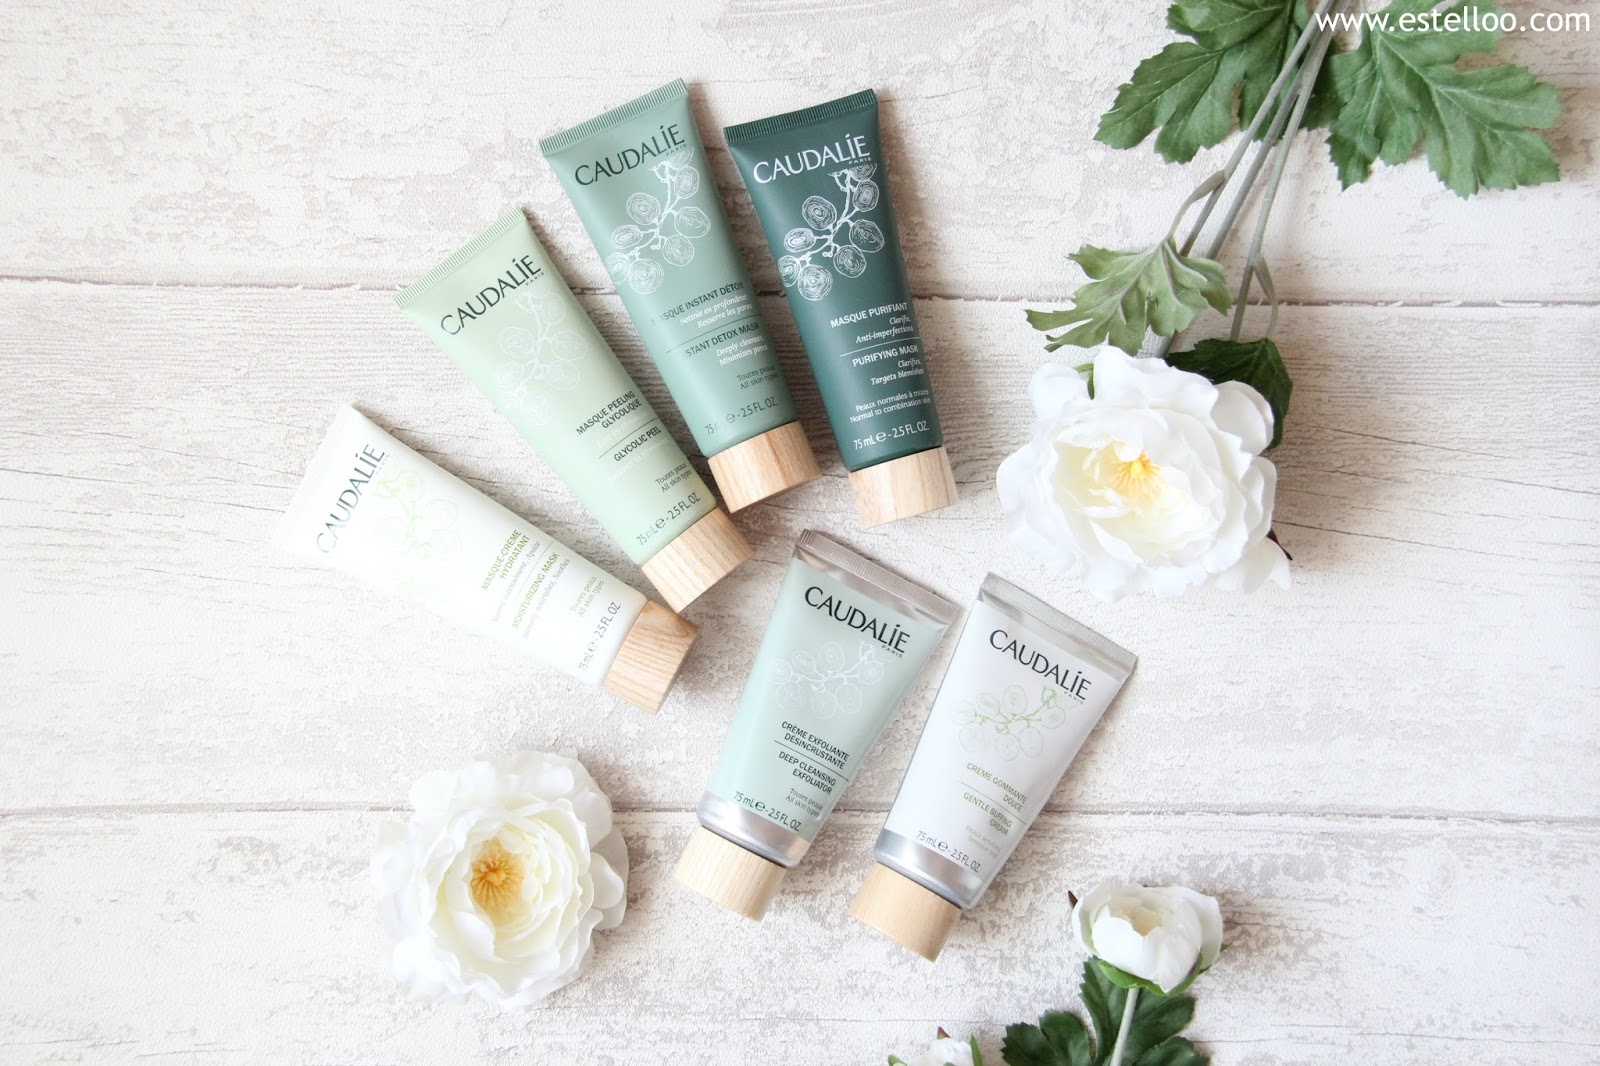 www.estelloo.com
CAUDALIE
PARIS
MASQUE-CRÈME
HYDRATANT
MOISTURIZING MASK
Toutes peaux
All skin types
75 mL e - 2.5 FL. OZ.
CAUDALIE
PARIS
MASQUE PEELING
GLYCOLIQUE
GLYCOLIC PEEL
Toutes peaux
All skin types
75 mL e - 2.5 FL. OZ.
CAUDALIE
PARIS
MASQUE INSTANT DÉTOX
Nettoie en profondeur
Resserre les pores
INSTANT DETOX MASK
Deeply cleanses,
Minimizes pores
Toutes peaux
All skin types
75 mL e - 2.5 FL. OZ.
CAUDALIE
PARIS
MASQUE PURIFIANT
Clarifie,
Anti-imperfections
PURIFYING MASK
Clarifies,
Targets blemishes
Peaux normales à mixtes
Normal to combination skin
75 mL e - 2.5 FL. OZ.
CAUDALIE
PARIS
CRÈME EXFOLIANTE
DÉSINCRUSTANTE
DEEP CLEANSING
EXFOLIATOR
Toutes peaux
All skin types
75 mL e - 2.5 FL. OZ.
CAUDALIE
PARIS
CRÈME GOMMANTE
DOUCE
GENTLE BUFFING
CREAM
75 mL e - 2.5 FL. OZ.